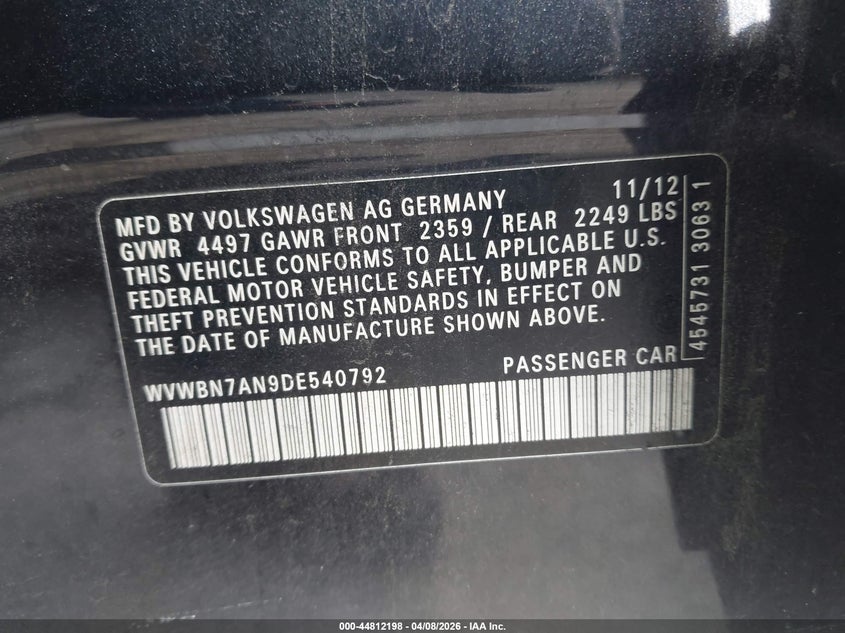 MFD BY VOLKSWAGEN AG GERMANY 11/12
GVWR 4497 GAWR FRONT 2359 / REAR 2249 LBS
THIS VEHICLE CONFORMS TO ALL APPLICABLE U.S.
FEDERAL MOTOR VEHICLE SAFETY, BUMPER AND
THEFT PREVENTION STANDARDS IN EFFECT ON
THE DATE OF MANUFACTURE SHOWN ABOVE.
WVWBN7AN9DE540792 PASSENGER CAR
4545731 3063 1
000-44812198 - 04/08/2026 - IAA Inc.